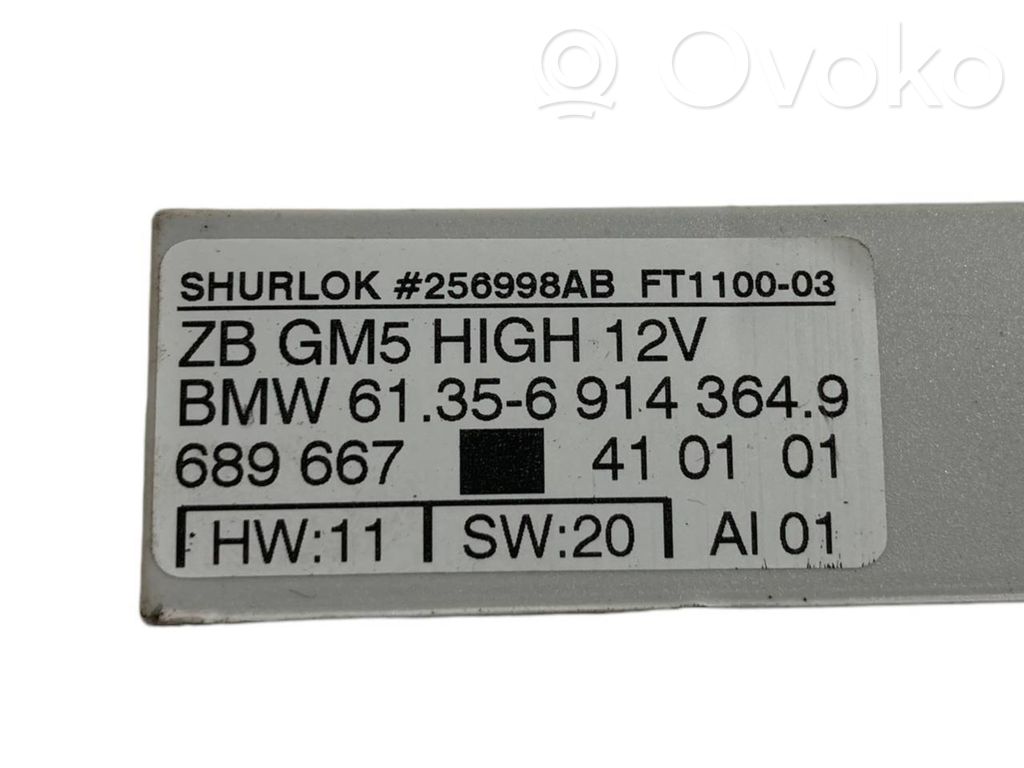 Ovoko
SHURLOK #256998AB FT1100-03
ZB GM5 HIGH 12V
BMW 61.35-6 914 364.9
689 667 41 01 01
HW:11 SW:20 AI 01